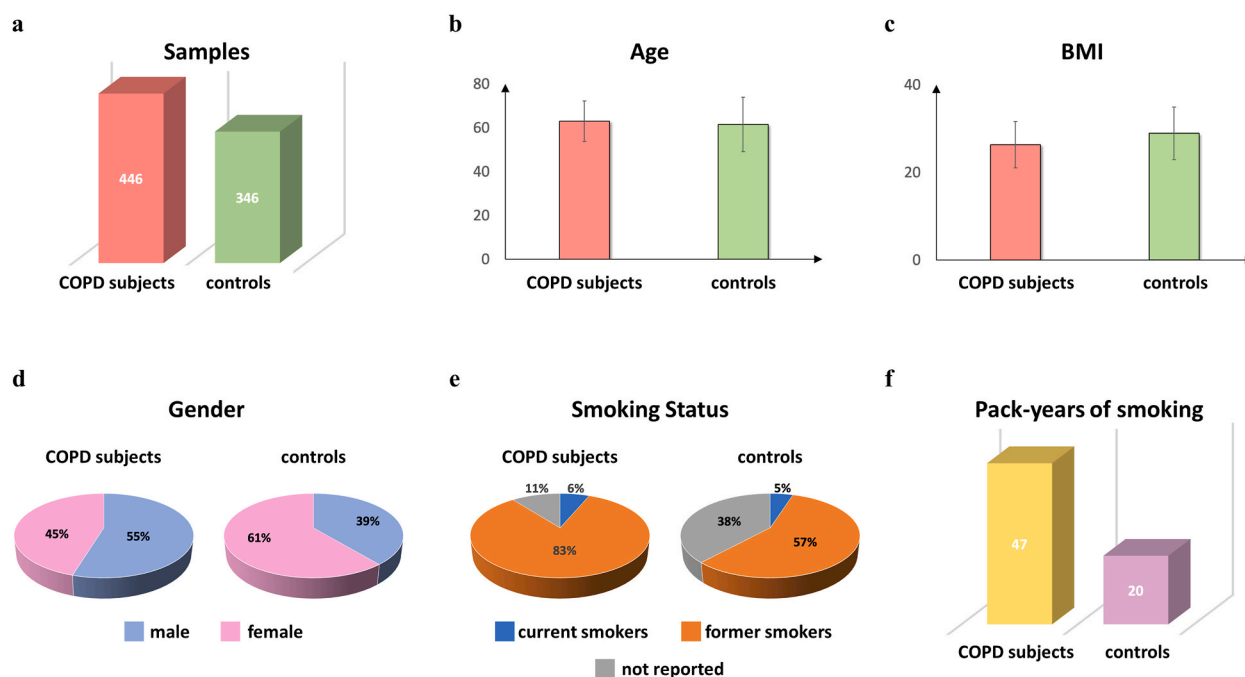 a
Samples
446
346
COPD subjects
controls
b
Age
80
60
40
20
0
COPD subjects
controls
c
BMI
40
20
0
COPD subjects
controls
d
Gender
COPD subjects
controls
45%
55%
61%
39%
male
female
e
Smoking Status
COPD subjects
controls
11%
6%
83%
5%
38%
57%
current smokers
former smokers
not reported
f
Pack-years of smoking
47
20
COPD subjects
controls